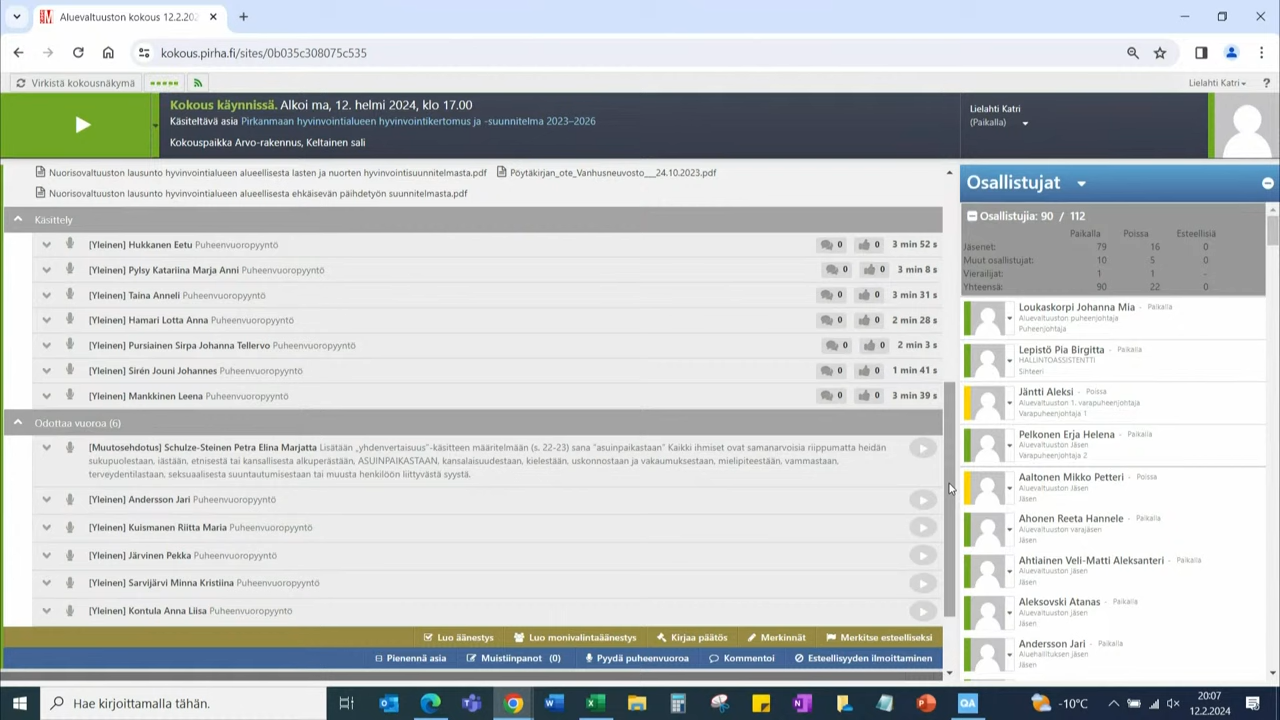 Aluevaltuuston kokous 12.2.202
kokous.pirha.fi/sites/0b035c308075c535
Virkistä kokousnäkymä
Lielahti Katri
?
Kokous käynnissä. Alkoi ma, 12. helmi 2024, klo 17.00
Käsiteltävä asia Pirkanmaan hyvinvointialueen hyvinvointikertomus ja -suunnitelma 2023–2026
Kokouspaikka Arvo-rakennus, Keltainen sali
Lielahti Katri
(Paikalla)
Nuorisovaltuuston lausunto hyvinvointialueen alueellisesta lasten ja nuorten hyvinvointisuunnitelmasta.pdf
Pöytäkirjan_ote_Vanhusneuvosto___24.10.2023.pdf
Nuorisovaltuuston lausunto hyvinvointialueen alueellisesta ehkäisevän päihdetyön suunnitelmasta.pdf
Käsittely
[Yleinen] Hukkanen Eetu Puheenvuoropyyntö 0 0 3 min 52 s
[Yleinen] Pylsy Katariina Marja Anni Puheenvuoropyyntö 0 0 3 min 8 s
[Yleinen] Taina Anneli Puheenvuoropyyntö 0 0 3 min 31 s
[Yleinen] Hamari Lotta Anna Puheenvuoropyyntö 0 0 2 min 28 s
[Yleinen] Pursiainen Sirpa Johanna Tellervo Puheenvuoropyyntö 0 0 2 min 3 s
[Yleinen] Sirén Jouni Johannes Puheenvuoropyyntö 0 0 1 min 41 s
[Yleinen] Mankkinen Leena Puheenvuoropyyntö 0 0 3 min 39 s
Odottaa vuoroa (6)
[Muutosehdotus] Schulze-Steinen Petra Elina Marjatta Lisätään „yhdenvertaisuus"-käsitteen määritelmään (s. 22-23) sana "asuinpaikastaan" Kaikki ihmiset ovat samanarvoisia riippumatta heidän
sukupuolestaan, iästään, etnisestä tai kansallisesta alkuperästään, ASUINPAIKASTAAN, kansalaisuudestaan, kielestään, uskonnostaan ja vakaumuksestaan, mielipiteestään, vammastaan,
terveydentilastaan, seksuaalisesta suuntautumisestaan tai muusta henkilöön liittyvästä syystä.
[Yleinen] Andersson Jari Puheenvuoropyyntö
[Yleinen] Kuismanen Riitta Maria Puheenvuoropyyntö
[Yleinen] Järvinen Pekka Puheenvuoropyyntö
[Yleinen] Sarvijärvi Minna Kristiina Puheenvuoropyyntö
[Yleinen] Kontula Anna Liisa Puheenvuoropyyntö
Luo äänestys Luo monivalintaäänestys Kirjaa päätös Merkinnät Merkitse esteelliseksi
Pienennä asia Muistiinpanot (0) Pyydä puheenvuoroa Kommentoi Esteellisyyden ilmoittaminen
Osallistujat
Osallistujia: 90 / 112
Paikalla Poissa Esteellisiä
Jäsenet: 79 16 0
Muut osallistujat: 10 5 0
Vierailijat: 1 1 -
Yhteensä: 90 22 0
Loukaskorpi Johanna Mia - Paikalla
Aluevaltuuston puheenjohtaja
Puheenjohtaja
Lepistö Pia Birgitta - Paikalla
HALLINTOASSISTENTTI
Sihteeri
Jäntti Aleksi - Poissa
Aluevaltuuston 1. varapuheenjohtaja
Varapuheenjohtaja 1
Pelkonen Erja Helena - Paikalla
Aluevaltuuston Jäsen
Varapuheenjohtaja 2
Aaltonen Mikko Petteri - Poissa
Aluevaltuuston Jäsen
Jäsen
Ahonen Reeta Hannele - Paikalla
Aluevaltuuston varajäsen
Jäsen
Ahtiainen Veli-Matti Aleksanteri - Paikalla
Aluevaltuuston jäsen
Jäsen
Aleksovski Atanas - Paikalla
Aluevaltuuston jäsen
Jäsen
Andersson Jari - Paikalla
Aluehallituksen jäsen
Jäsen
Hae kirjoittamalla tähän.
QA
-10°C
20:07
12.2.2024